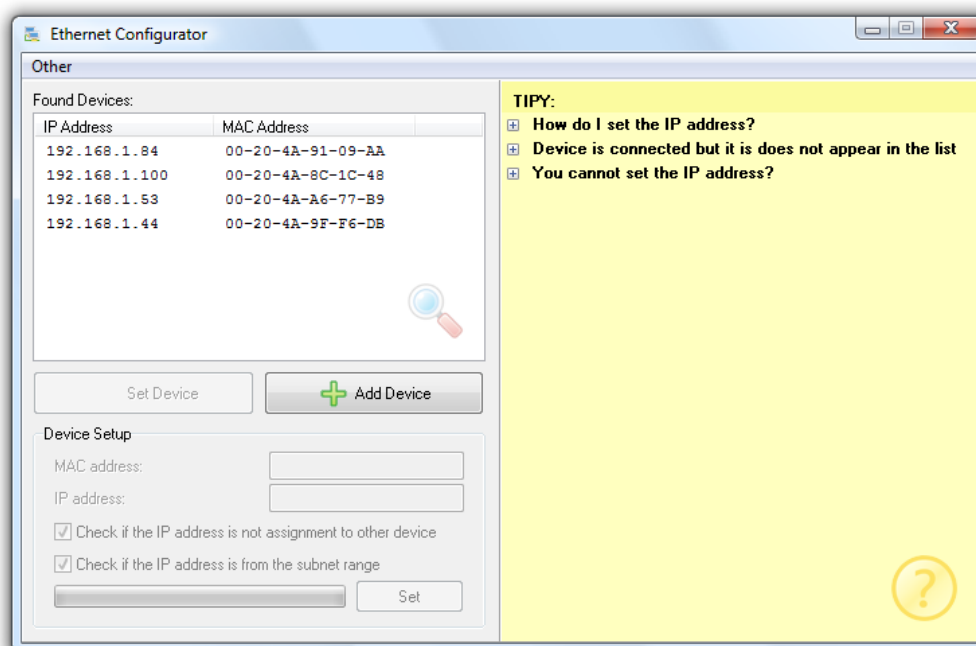 Ethernet Configurator
Other
Found Devices:
IP Address MAC Address
192.168.1.84 00-20-4A-91-09-AA
192.168.1.100 00-20-4A-8C-1C-48
192.168.1.53 00-20-4A-A6-77-B9
192.168.1.44 00-20-4A-9F-F6-DB
Set Device Add Device
Device Setup
MAC address:
IP address:
Check if the IP address is not assignment to other device
Check if the IP address is from the subnet range
Set
TIPY:
How do I set the IP address?
Device is connected but it is does not appear in the list
You cannot set the IP address?